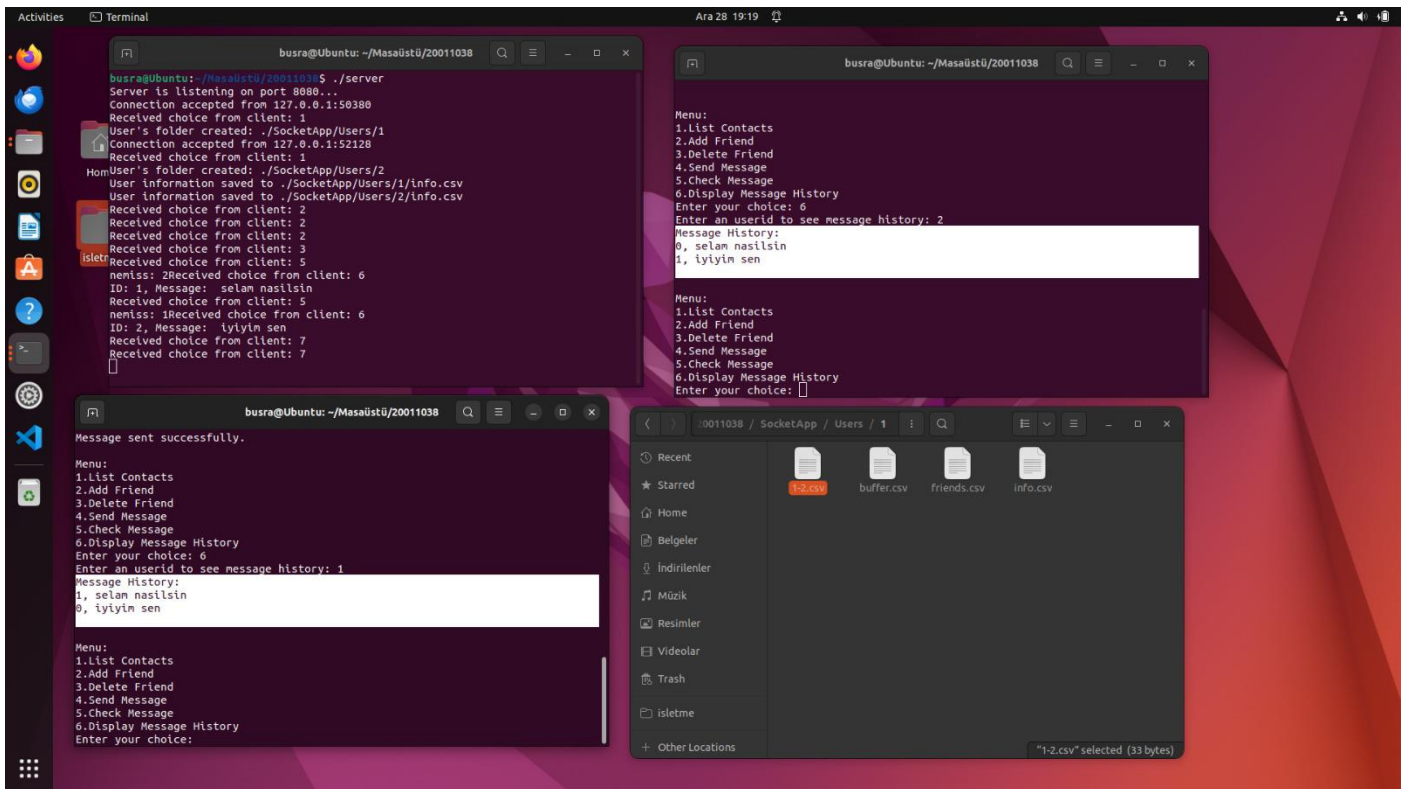 Activities
Terminal
Ara 28 19:19
busra@Ubuntu: ~/Masaüstü/20011038
busra@Ubuntu:~/Masaüstü/20011038$ ./server
Server is listening on port 8080...
Connection accepted from 127.0.0.1:50380
Received choice from client: 1
User's folder created: ./SocketApp/Users/1
Connection accepted from 127.0.0.1:52128
Received choice from client: 1
User's folder created: ./SocketApp/Users/2
User information saved to ./SocketApp/Users/1/info.csv
User information saved to ./SocketApp/Users/2/info.csv
Received choice from client: 2
Received choice from client: 2
Received choice from client: 2
Received choice from client: 3
Received choice from client: 5
nemiss: 2Received choice from client: 6
ID: 1, Message:  selam nasilsin
Received choice from client: 5
nemiss: 1Received choice from client: 6
ID: 2, Message:  iyiyim sen
Received choice from client: 7
Received choice from client: 7
Hom
isletm
busra@Ubuntu: ~/Masaüstü/20011038
Menu:
1.List Contacts
2.Add Friend
3.Delete Friend
4.Send Message
5.Check Message
6.Display Message History
Enter your choice: 6
Enter an userid to see message history: 2
Message History:
0, selam nasilsin
1, iyiyim sen
Menu:
1.List Contacts
2.Add Friend
3.Delete Friend
4.Send Message
5.Check Message
6.Display Message History
Enter your choice:
busra@Ubuntu: ~/Masaüstü/20011038
Message sent successfully.
Menu:
1.List Contacts
2.Add Friend
3.Delete Friend
4.Send Message
5.Check Message
6.Display Message History
Enter your choice: 6
Enter an userid to see message history: 1
Message History:
1, selam nasilsin
0, iyiyim sen
Menu:
1.List Contacts
2.Add Friend
3.Delete Friend
4.Send Message
5.Check Message
6.Display Message History
Enter your choice:
20011038 / SocketApp / Users / 1
Recent
Starred
Home
Belgeler
İndirilenler
Müzik
Resimler
Videolar
Trash
isletme
Other Locations
1-2.csv
buffer.csv
friends.csv
info.csv
"1-2.csv" selected (33 bytes)